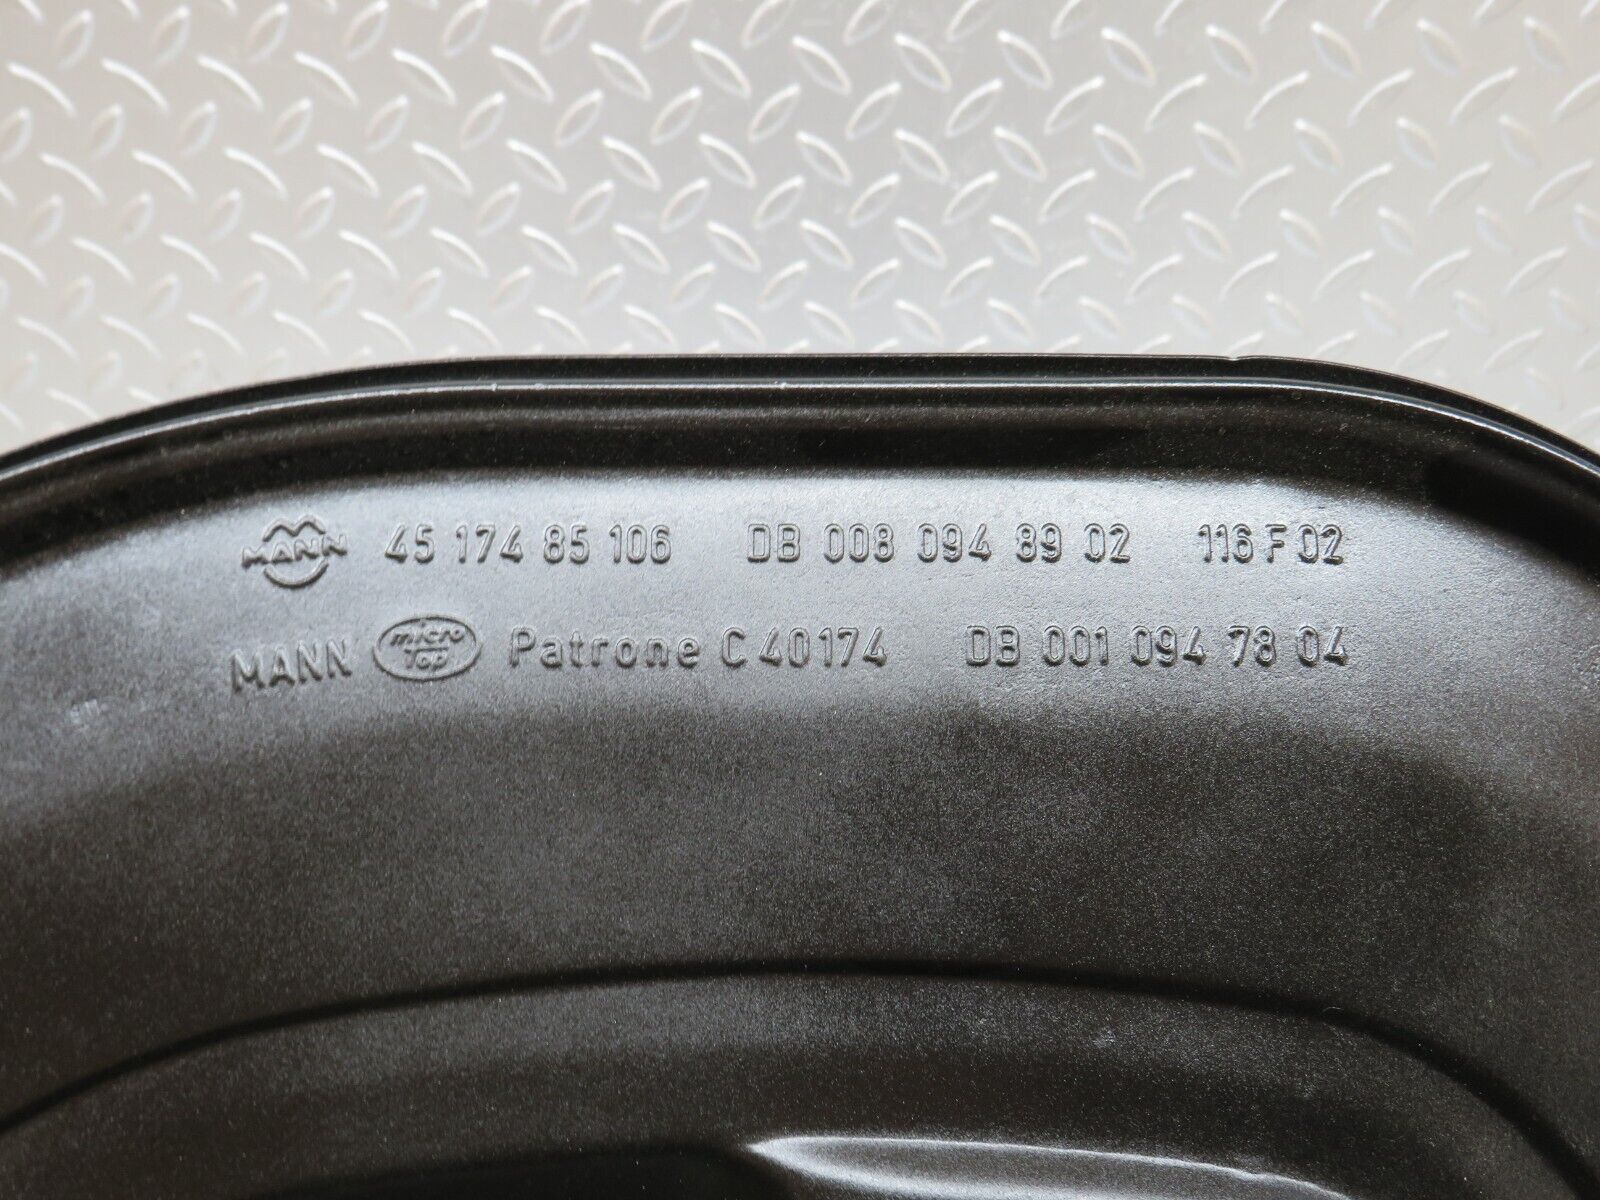 MANN 45 174 85 106 DB 008 094 89 02 116 F 02
MANN micro Top Patrone C 40174 DB 001 094 78 04